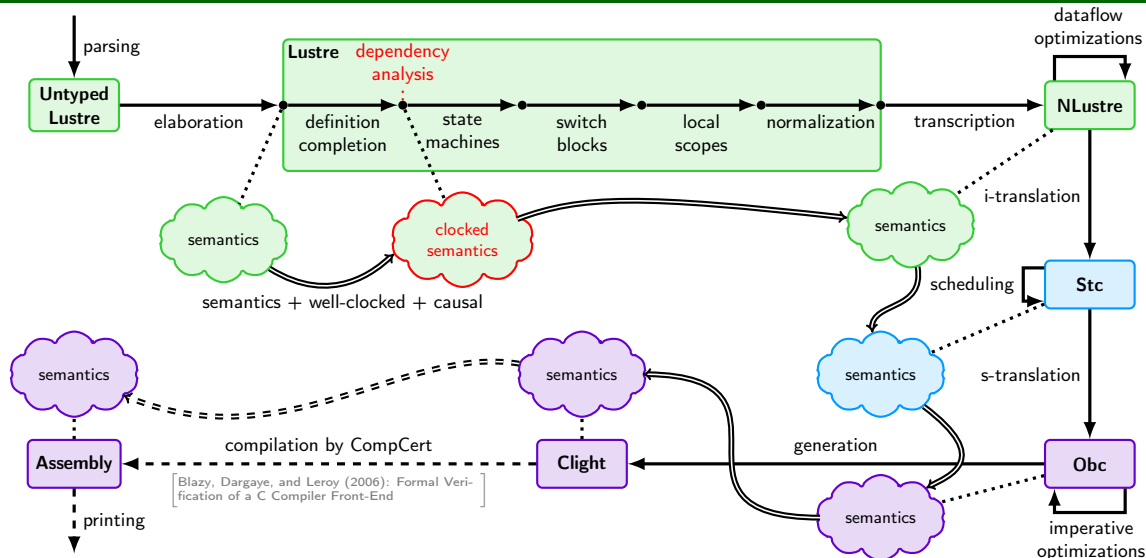 dataflow
optimizations
parsing
Lustre
dependency
analysis
Untyped
Lustre
elaboration
definition
completion
state
machines
switch
blocks
local
scopes
normalization
transcription
NLustre
i-translation
semantics
clocked
semantics
semantics
semantics + well-clocked + causal
scheduling
Stc
semantics
semantics
semantics
s-translation
Assembly
compilation by CompCert
[Blazy, Dargaye, and Leroy (2006): Formal Veri-
fication of a C Compiler Front-End]
Clight
generation
Obc
semantics
printing
imperative
optimizations